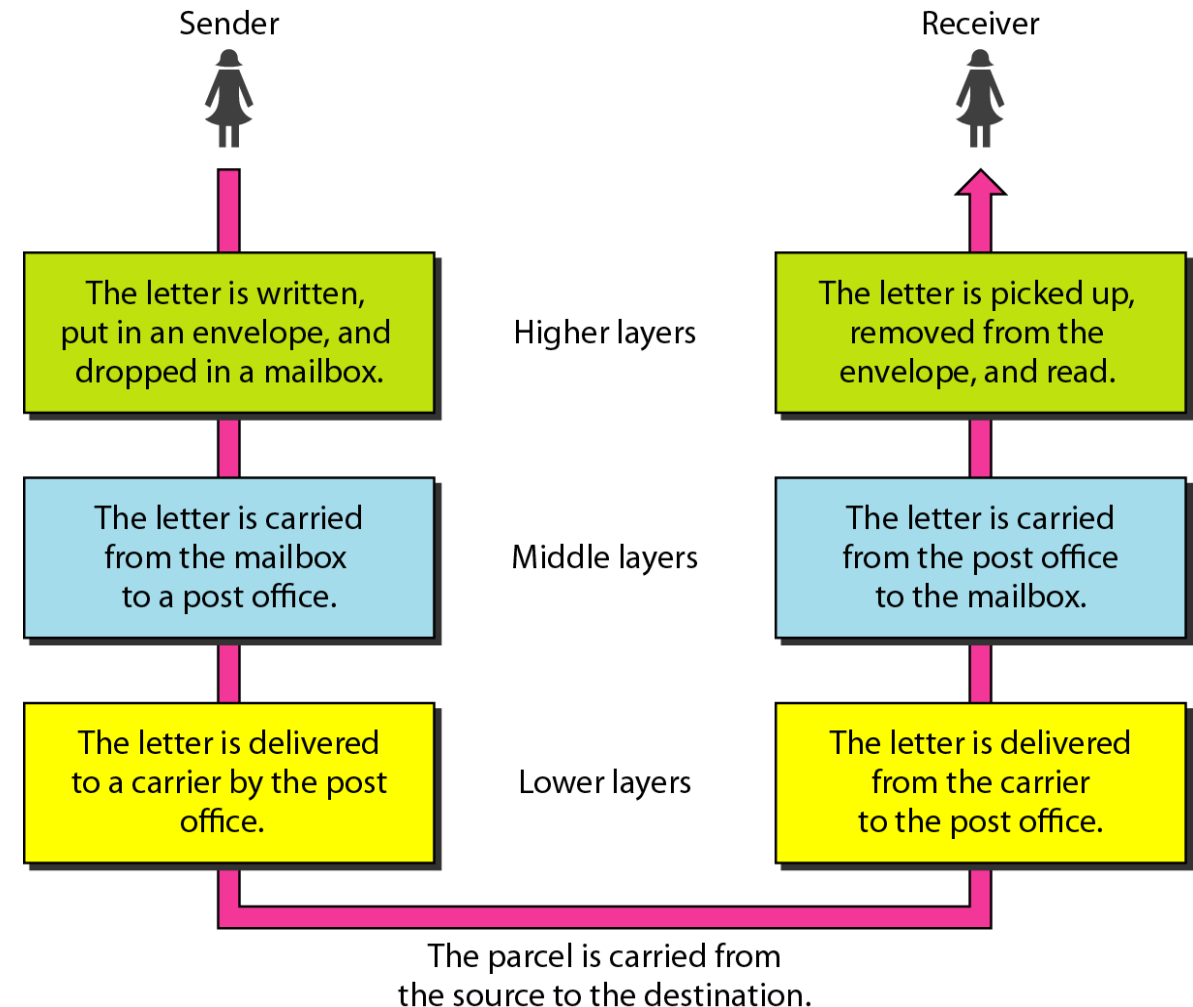 Sender
Receiver
The letter is written,
put in an envelope, and
dropped in a mailbox.
Higher layers
The letter is picked up,
removed from the
envelope, and read.
The letter is carried
from the mailbox
to a post office.
Middle layers
The letter is carried
from the post office
to the mailbox.
The letter is delivered
to a carrier by the post
office.
Lower layers
The letter is delivered
from the carrier
to the post office.
The parcel is carried from
the source to the destination.